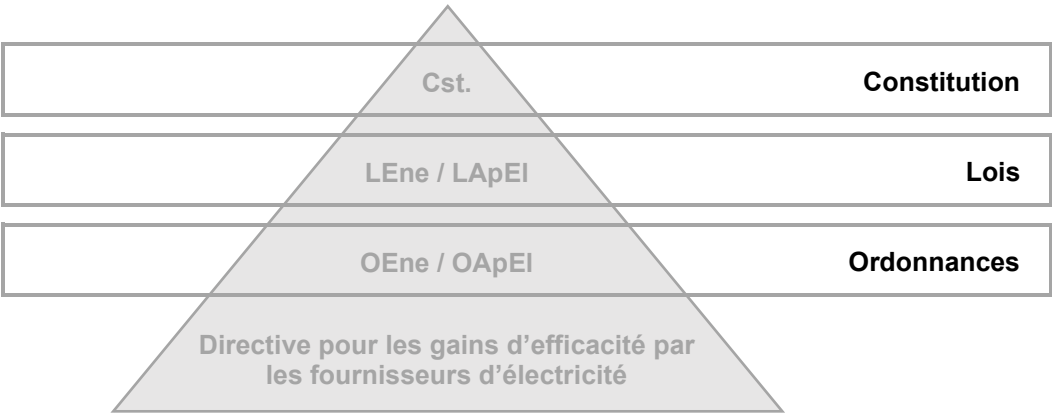 Cst.
Constitution
LEne / LApEl
Lois
OEne / OApEl
Ordonnances
Directive pour les gains d’efficacité par
les fournisseurs d’électricité